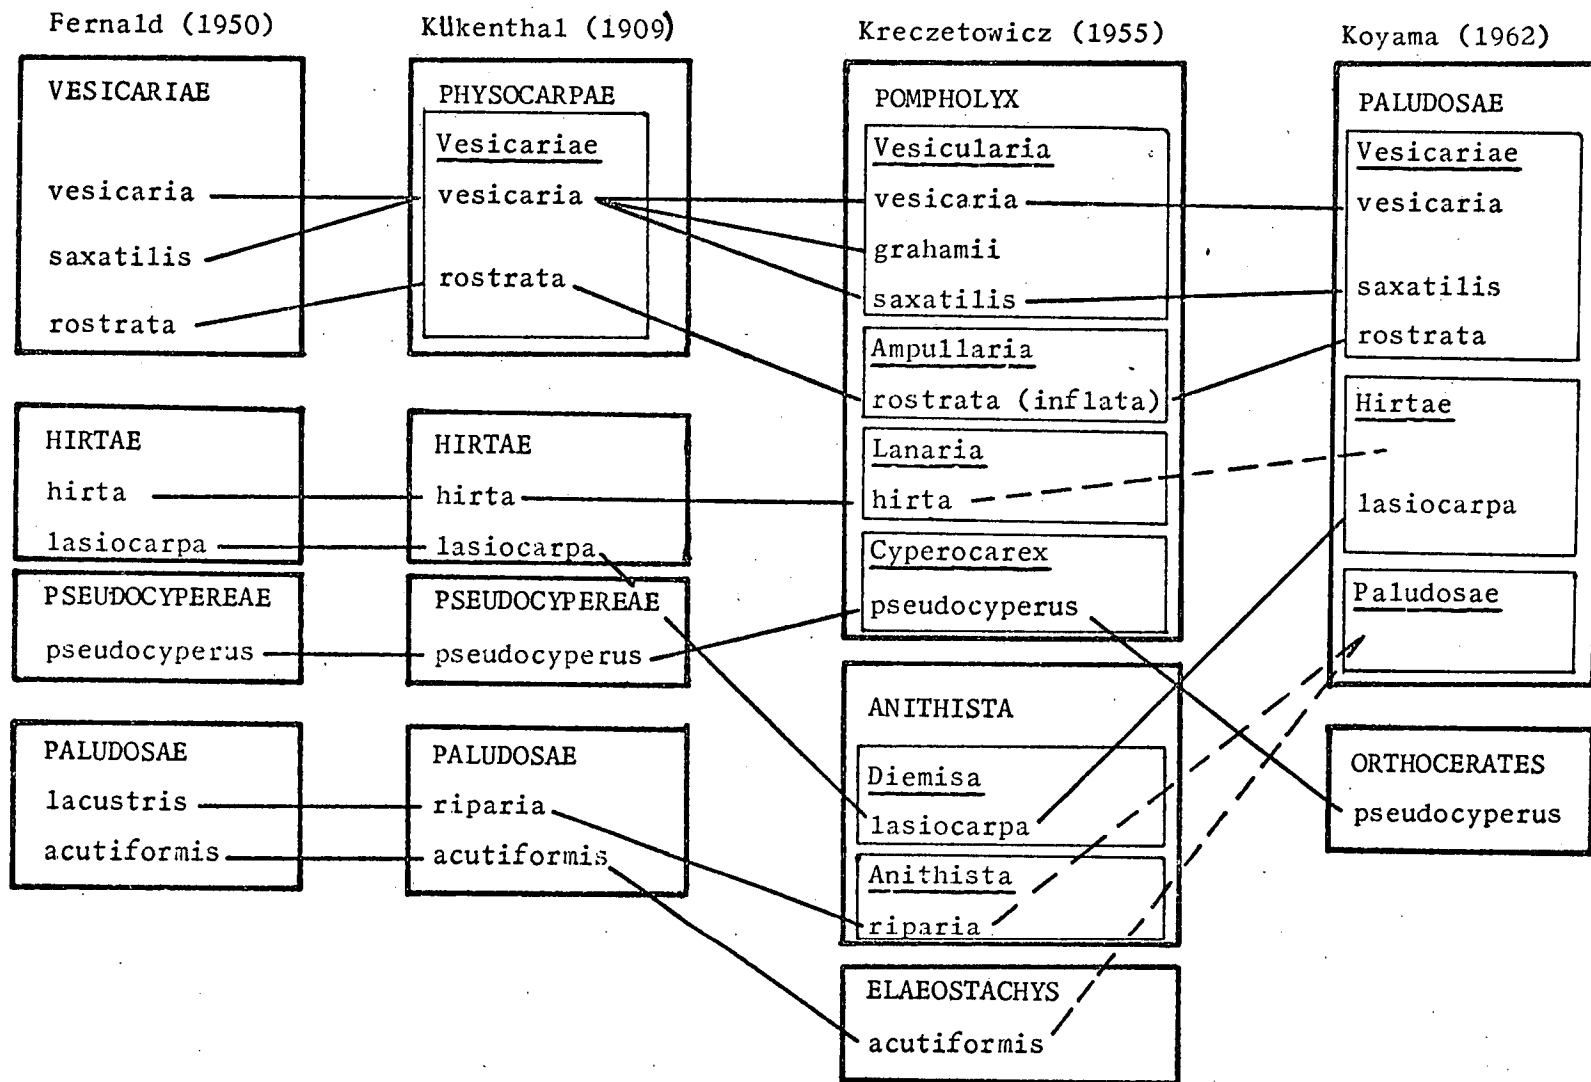 Fernald (1950)
Kükenthal (1909)
Kreczetowicz (1955)
Koyama (1962)
VESICARIAE
vesicaria
saxatilis
rostrata
HIRTAE
hirta
lasiocarpa
PSEUDOCYPEREAE
pseudocyperus
PALUDOSAE
lacustris
acutiformis
PHYSOCARPAE
Vesicariae
vesicaria
rostrata
HIRTAE
hirta
lasiocarpa
PSEUDOCYPEREAE
pseudocyperus
PALUDOSAE
riparia
acutiformis
POMPHOLYX
Vesicularia
vesicaria
grahamii
saxatilis
Ampullaria
rostrata (inflata)
Lanaria
hirta
Cyperocarex
pseudocyperus
ANITHISTA
Diemisa
lasiocarpa
Anithista
riparia
ELAEOSTACHYS
acutiformis
PALUDOSAE
Vesicariae
vesicaria
saxatilis
rostrata
Hirtae
lasiocarpa
Paludosae
ORTHOCERATES
pseudocyperus